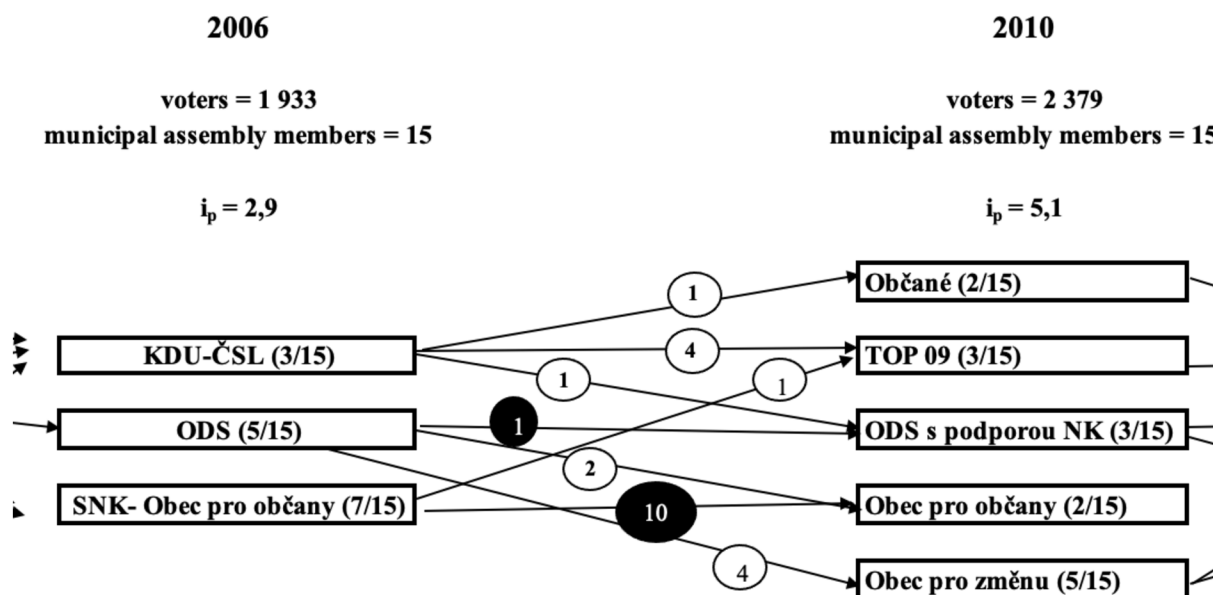 2006
2010
voters = 1 933
voters = 2 379
municipal assembly members = 15
municipal assembly members = 15
ip = 2,9
ip = 5,1
Občané (2/15)
1
KDU-ČSL (3/15)
4
TOP 09 (3/15)
1
1
ODS (5/15)
1
ODS s podporou NK (3/15)
2
SNK- Obec pro občany (7/15)
10
Obec pro občany (2/15)
4
Obec pro změnu (5/15)